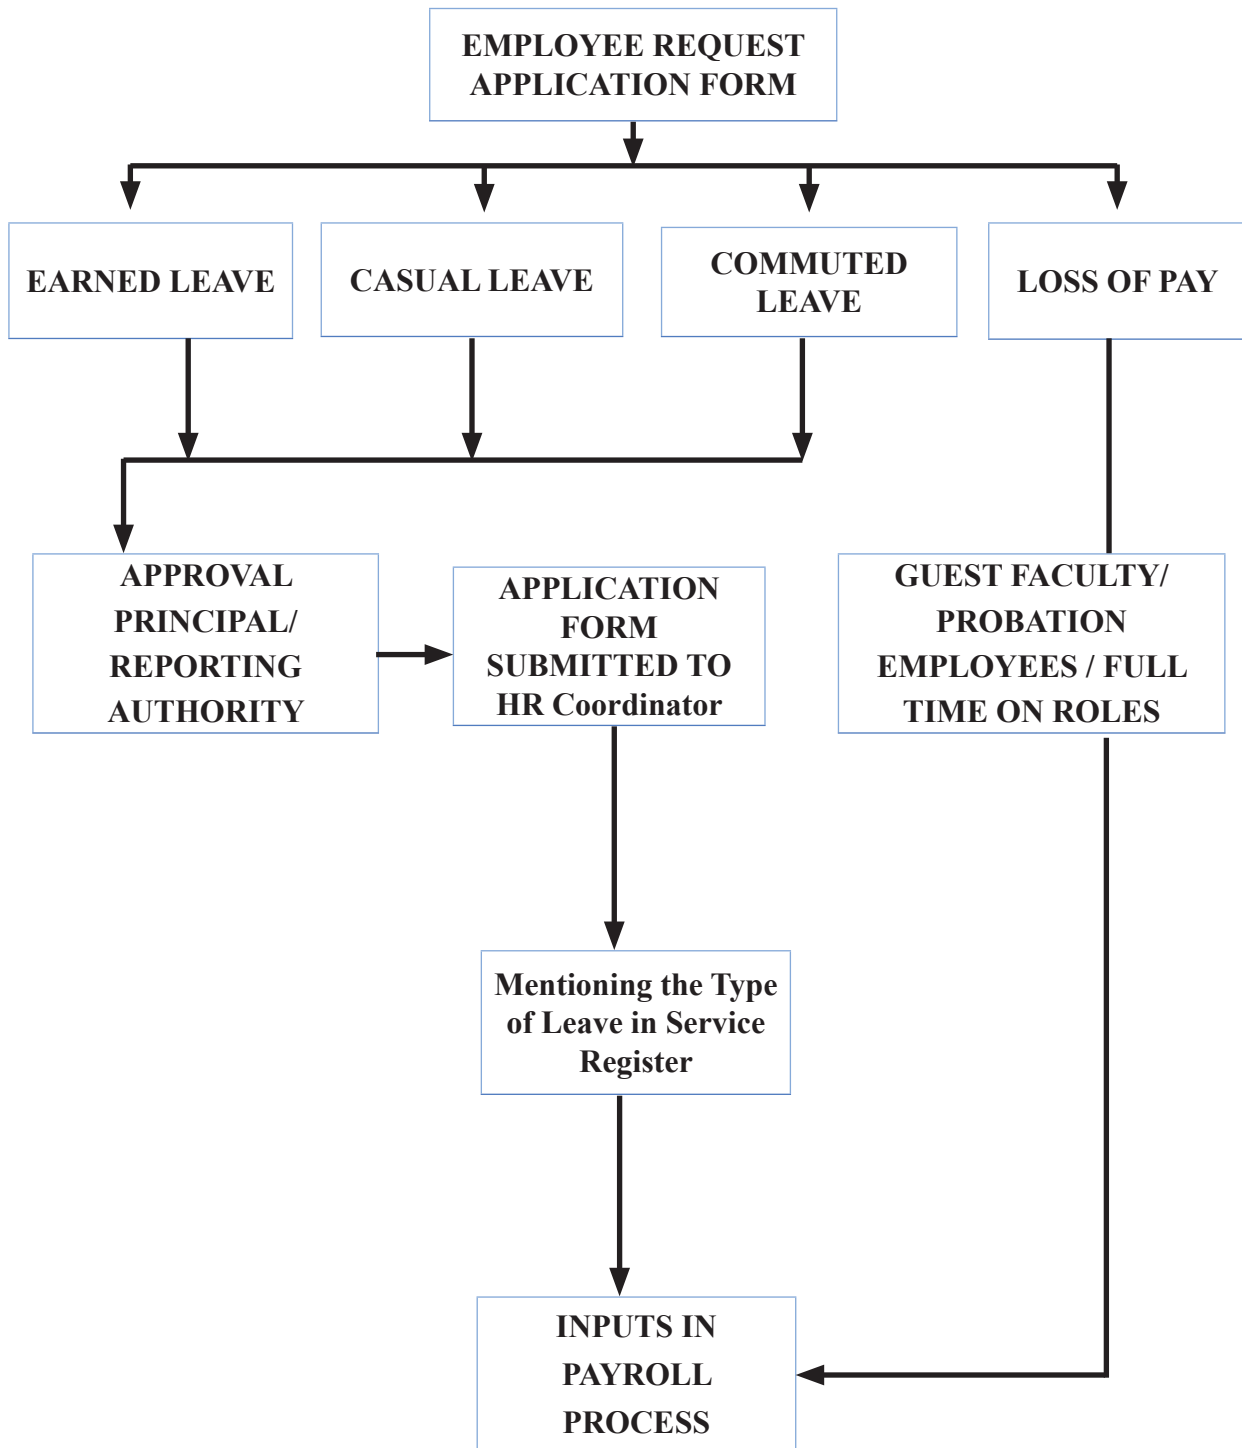 EMPLOYEE REQUEST
APPLICATION FORM
EARNED LEAVE
CASUAL LEAVE
COMMUTED
LEAVE
LOSS OF PAY
APPROVAL
PRINCIPAL/
REPORTING
AUTHORITY
APPLICATION
FORM
SUBMITTED TO
HR Coordinator
GUEST FACULTY/
PROBATION
EMPLOYEES / FULL
TIME ON ROLES
Mentioning the Type
of Leave in Service
Register
INPUTS IN
PAYROLL
PROCESS